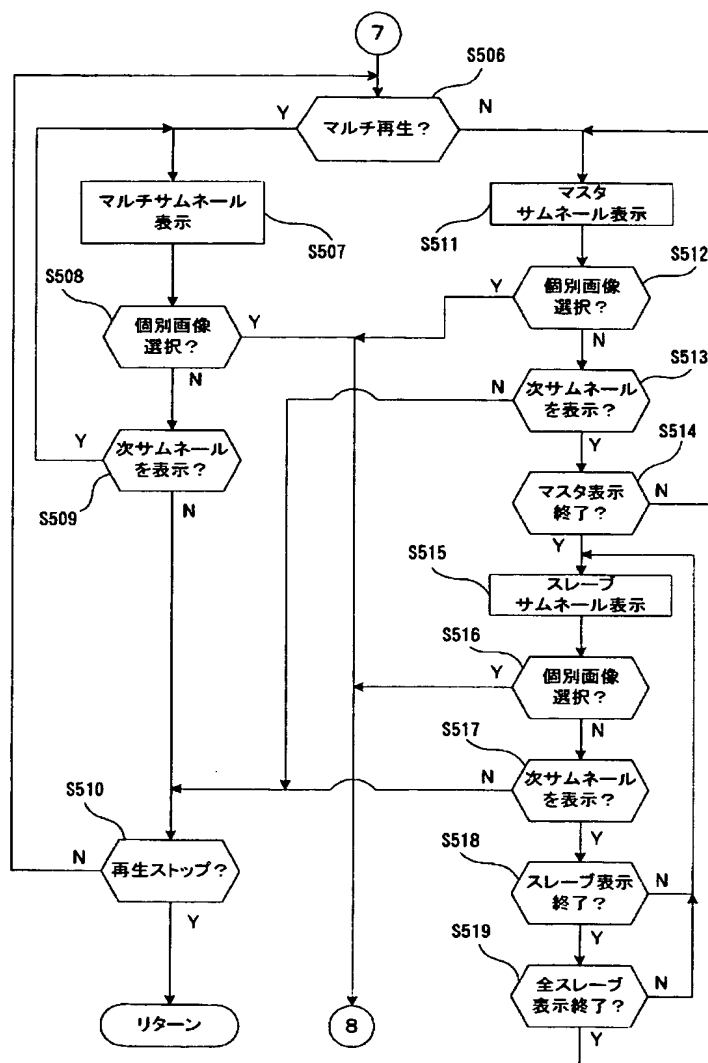 7
S506
マルチ再生？
Y
N
マルチサムネール
表示
S507
マスタ
サムネール表示
S511
S508
個別画像
選択？
Y
N
S512
個別画像
選択？
Y
N
S513
次サムネール
を表示？
N
Y
次サムネール
を表示？
Y
N
S509
S514
マスタ表示
終了？
N
Y
S515
スレーブ
サムネール表示
S516
個別画像
選択？
Y
N
S517
次サムネール
を表示？
N
Y
S510
再生ストップ？
N
Y
S518
スレーブ表示
終了？
N
Y
S519
全スレーブ
表示終了？
N
Y
リターン
8